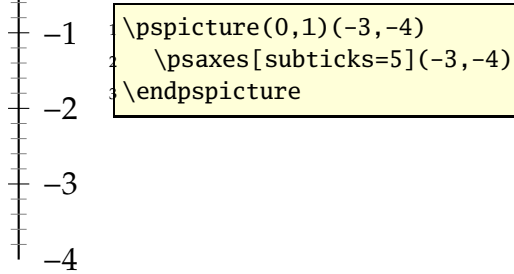 −1
1 \pspicture(0,1)(-3,-4)
2 \psaxes[subticks=5](-3,-4)
3 \endpspicture
−2
−3
−4